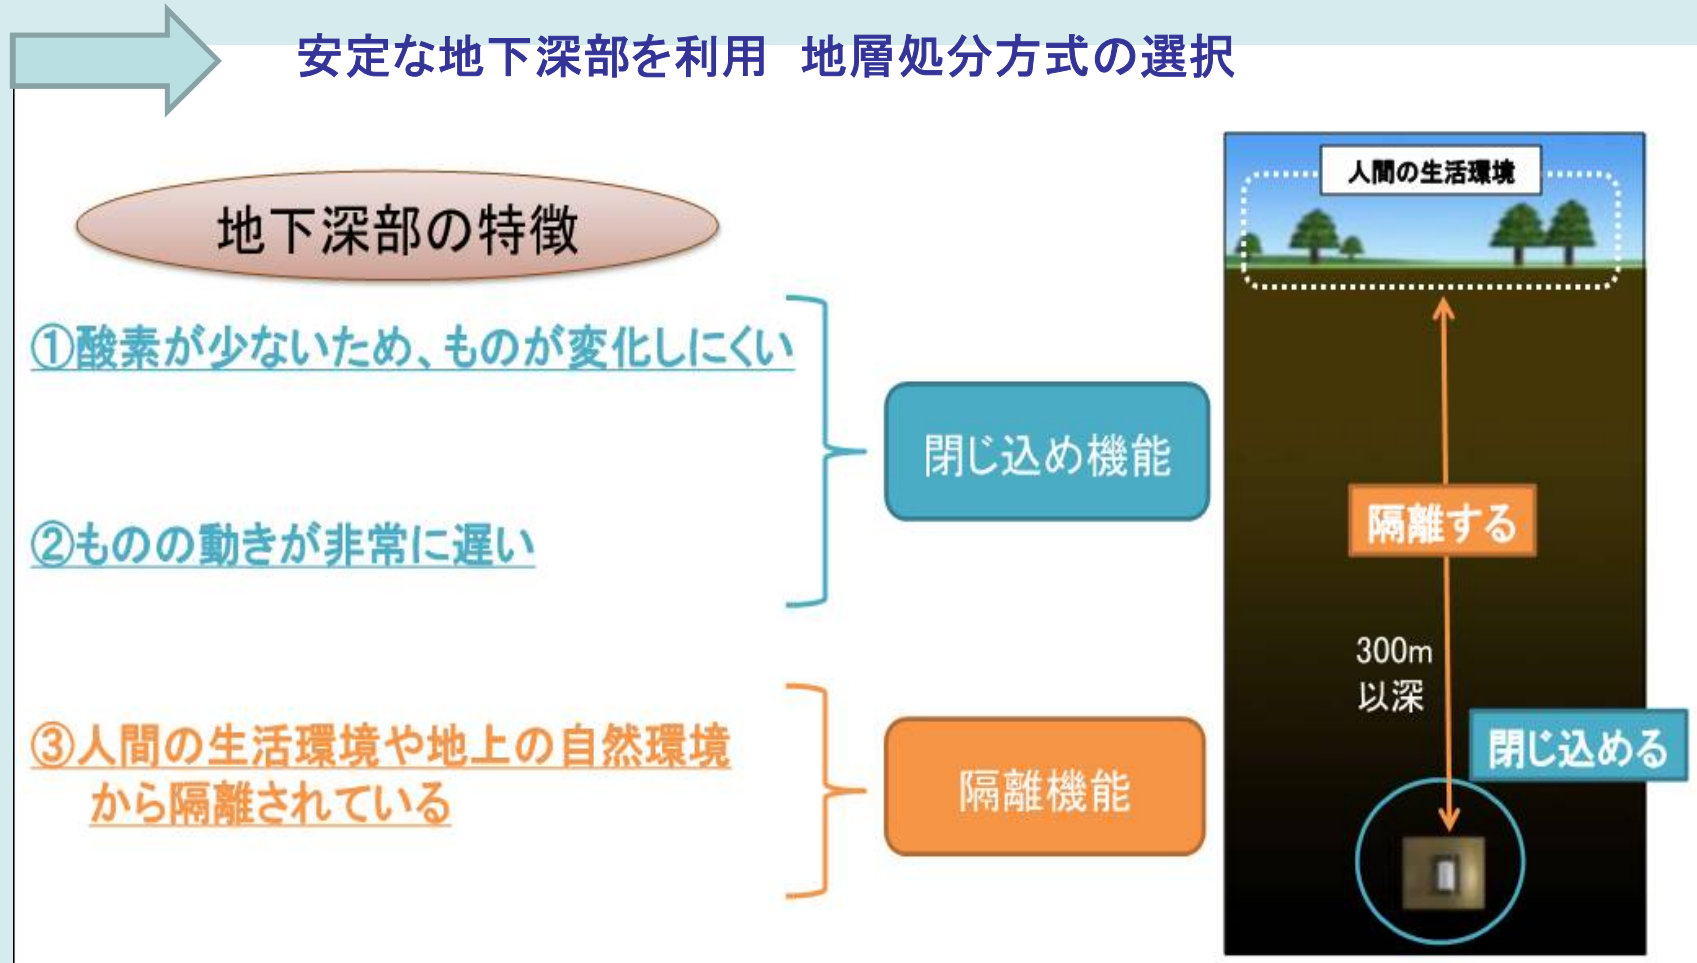 安定な地下深部を利用　地層処分方式の選択
地下深部の特徴
①酸素が少ないため、ものが変化しにくい
②ものの動きが非常に遅い
閉じ込め機能
③人間の生活環境や地上の自然環境
から隔離されている
隔離機能
人間の生活環境
隔離する
300m
以深
閉じ込める